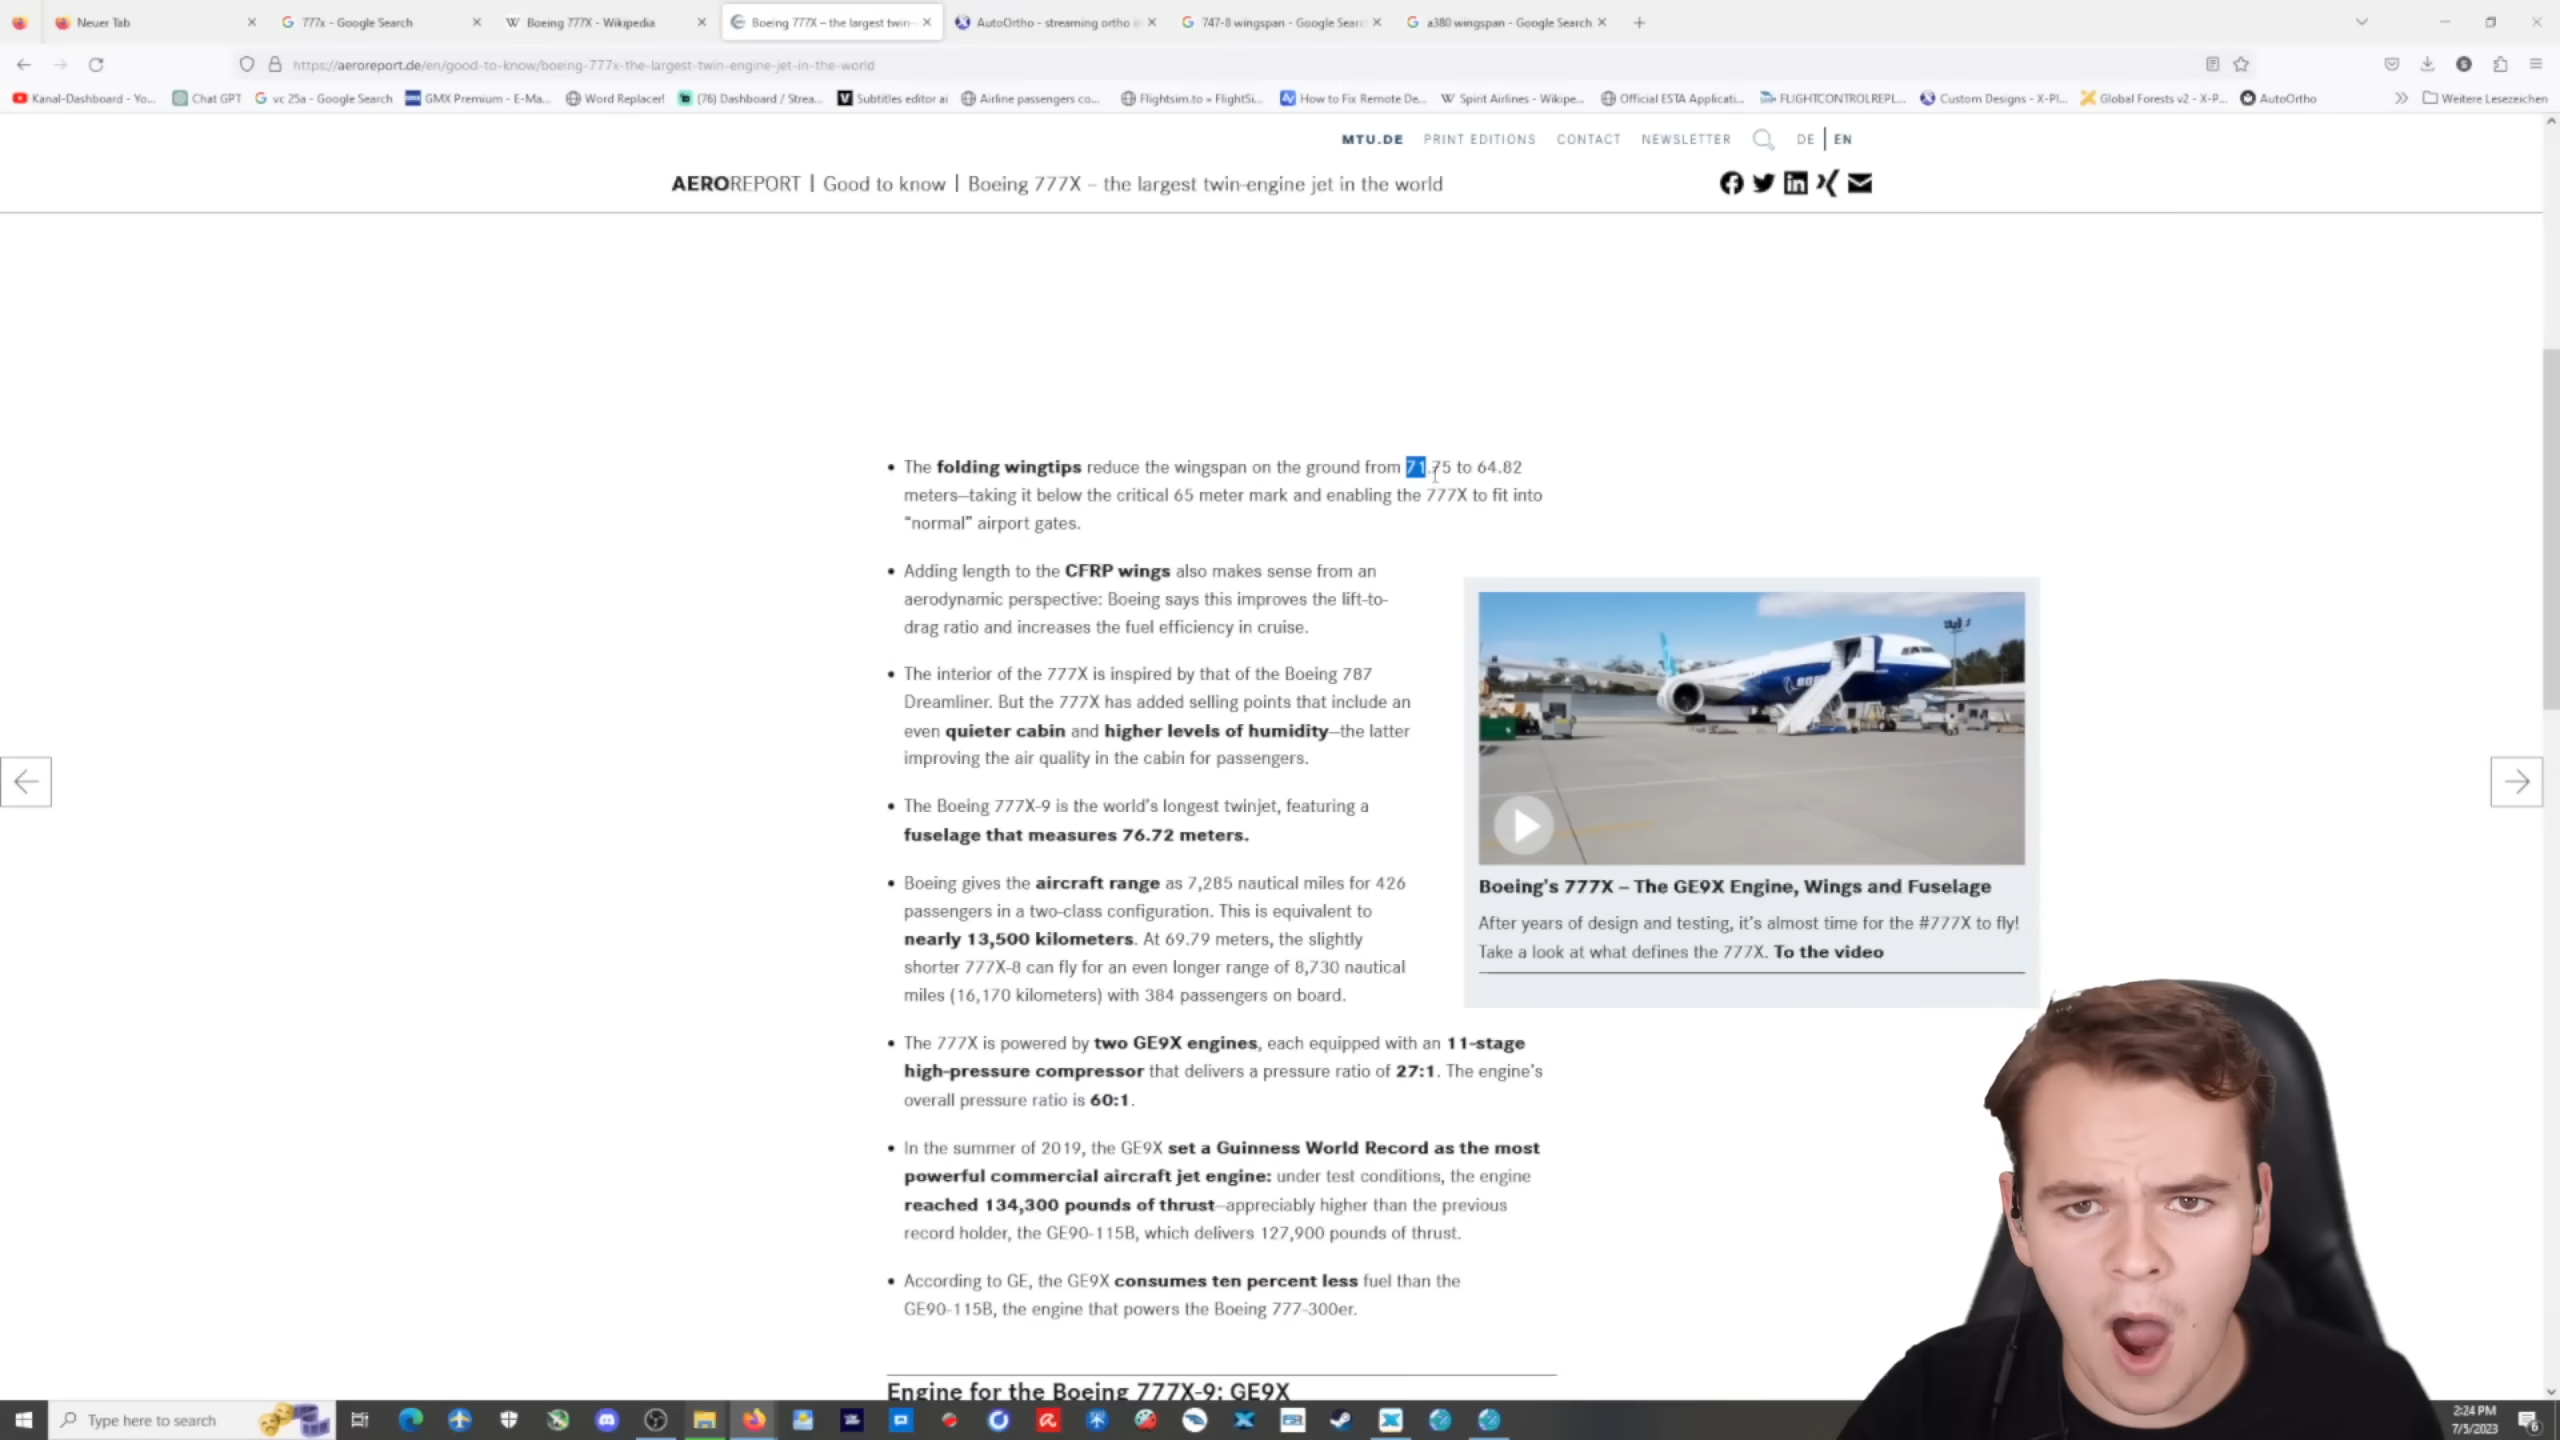 Neuer Tab
777x - Google Search
Boeing 777X - Wikipedia
Boeing 777X – the largest twin-
AutoOrtho - streaming ortho i
747-8 wingspan - Google Searc
a380 wingspan - Google Search
https://aeroreport.de/en/good-to-know/boeing-777x-the-largest-twin-engine-jet-in-the-world
Kanal-Dashboard - Yo...
Chat GPT
vc 25a - Google Search
GMX Premium - E-Ma...
Word Replacer!
(76) Dashboard / Strea...
Subtitles editor ai
Airline passengers co...
Flightsim.to » FlightSi...
How to Fix Remote De...
Spirit Airlines - Wikipe...
Official ESTA Applicati...
FLIGHTCONTROLREPL...
Custom Designs - X-Pl...
Global Forests v2 - X-P...
AutoOrtho
Weitere Lesezeichen
MTU.DE PRINT EDITIONS CONTACT NEWSLETTER DE | EN
AEROREPORT | Good to know | Boeing 777X – the largest twin-engine jet in the world
• The folding wingtips reduce the wingspan on the ground from 71.75 to 64.82
meters—taking it below the critical 65 meter mark and enabling the 777X to fit into
“normal” airport gates.
• Adding length to the CFRP wings also makes sense from an
aerodynamic perspective: Boeing says this improves the lift-to-
drag ratio and increases the fuel efficiency in cruise.
• The interior of the 777X is inspired by that of the Boeing 787
Dreamliner. But the 777X has added selling points that include an
even quieter cabin and higher levels of humidity—the latter
improving the air quality in the cabin for passengers.
• The Boeing 777X-9 is the world’s longest twinjet, featuring a
fuselage that measures 76.72 meters.
• Boeing gives the aircraft range as 7,285 nautical miles for 426
passengers in a two-class configuration. This is equivalent to
nearly 13,500 kilometers. At 69.79 meters, the slightly
shorter 777X-8 can fly for an even longer range of 8,730 nautical
miles (16,170 kilometers) with 384 passengers on board.
• The 777X is powered by two GE9X engines, each equipped with an 11-stage
high-pressure compressor that delivers a pressure ratio of 27:1. The engine’s
overall pressure ratio is 60:1.
• In the summer of 2019, the GE9X set a Guinness World Record as the most
powerful commercial aircraft jet engine: under test conditions, the engine
reached 134,300 pounds of thrust—appreciably higher than the previous
record holder, the GE90-115B, which delivers 127,900 pounds of thrust.
• According to GE, the GE9X consumes ten percent less fuel than the
GE90-115B, the engine that powers the Boeing 777-300er.
Engine for the Boeing 777X-9: GE9X
Boeing’s 777X – The GE9X Engine, Wings and Fuselage
After years of design and testing, it’s almost time for the #777X to fly!
Take a look at what defines the 777X. To the video
Type here to search
2:24 PM
7/5/2023